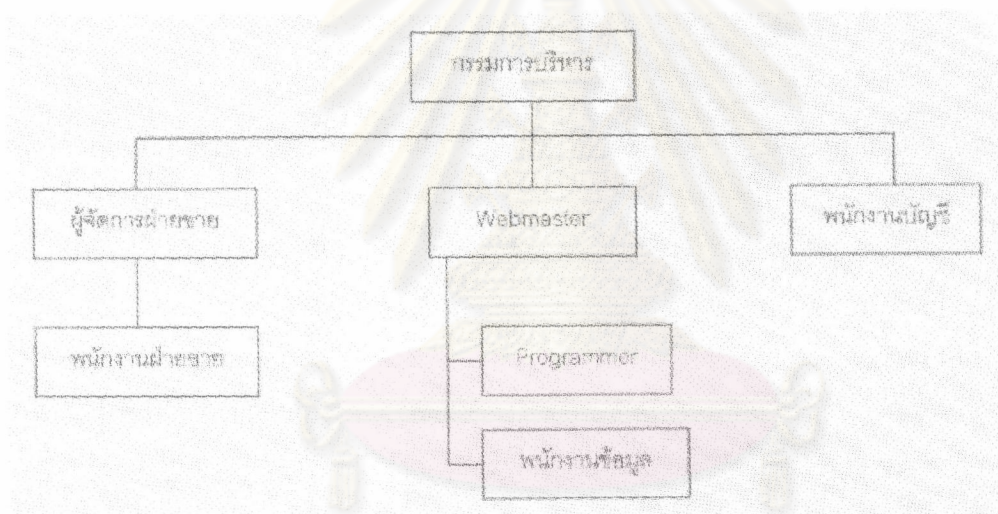 กรรมการบริหาร
ผู้จัดการฝ่ายขาย
Webmaster
พนักงานบัญชี
พนักงานฝ่ายขาย
Programmer
พนักงานข้อมูล